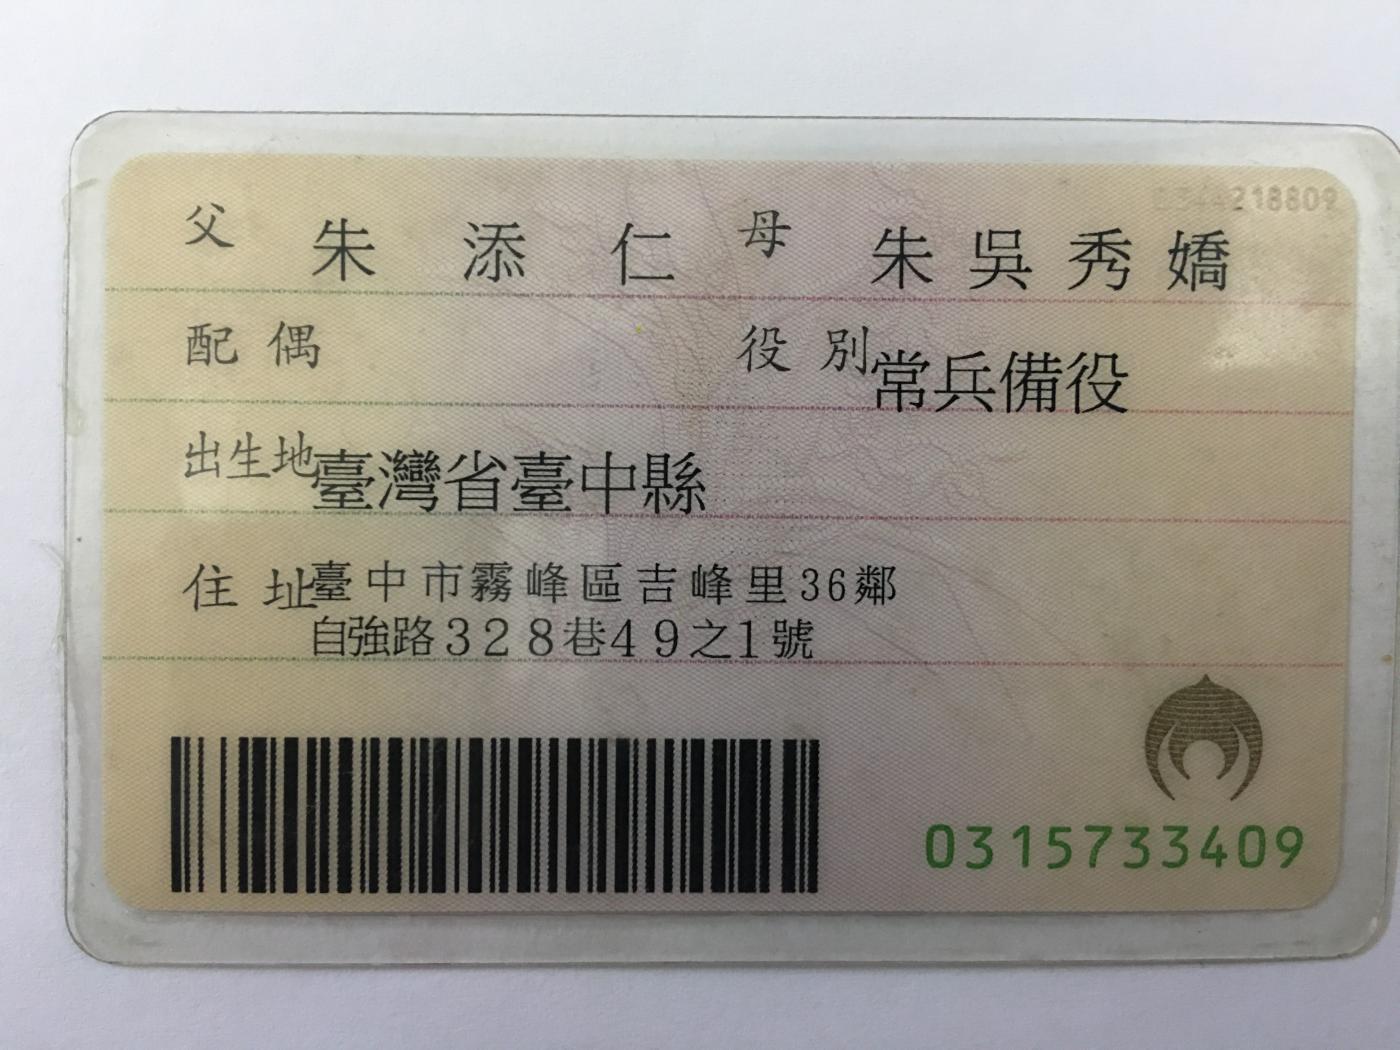 父 朱添仁 母 朱吳秀嬌
配偶 役別 常兵備役
出生地 臺灣省臺中縣
住址 臺中市霧峰區吉峰里36鄰
自強路328巷49之1號
0315733409